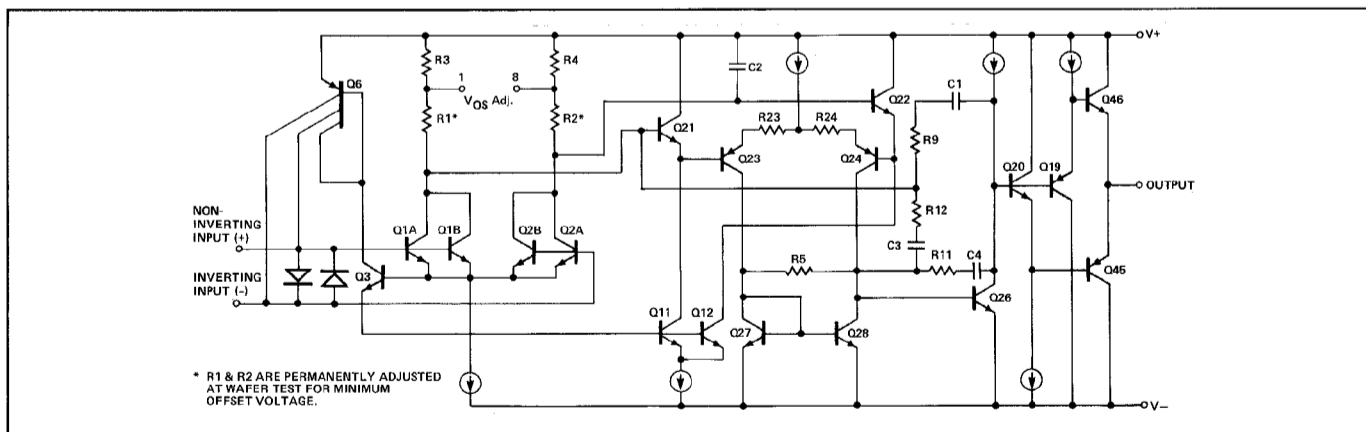 V+
R3
R4
C2
Q6
1
8
VOS Adj.
Q22
C1
Q46
R1*
R2*
Q21
R23
R24
R9
Q23
Q24
Q20
Q19
OUTPUT
R12
NON-
INVERTING
INPUT (+)
Q1A
Q1B
Q2B
Q2A
C3
R5
R11
C4
Q45
INVERTING
INPUT (-)
Q3
Q26
Q11
Q12
Q27
Q28
* R1 & R2 ARE PERMANENTLY ADJUSTED
AT WAFER TEST FOR MINIMUM
OFFSET VOLTAGE.
V-